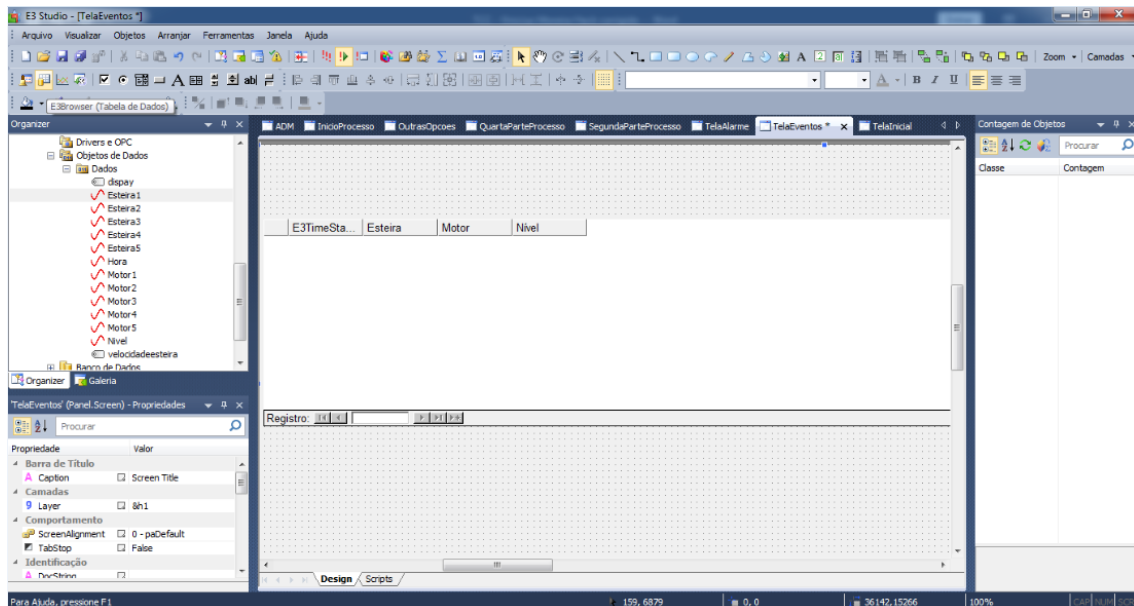 E3 Studio - [TelaEventos *]
Arquivo Visualizar Objetos Arranjar Ferramentas Janela Ajuda
Zoom Camadas
A B I U
E3Browser (Tabela de Dados)
Organizer
ADM InicioProcesso OutrasOpcoes QuartaParteProcesso SegundaParteProcesso TelaAlarme TelaEventos * x TelaInicial
Contagem de Objetos
Drivers e OPC
Objetos de Dados
Dados
dispay
Esteira1
Esteira2
Esteira3
Esteira4
Esteira5
Hora
Motor1
Motor2
Motor3
Motor4
Motor5
Nivel
velocidadeesteira
Banco de Dados
Organizer Galeria
E3TimeSta... Esteira Motor Nível
Registro:
Procurar
Classe Contagem
'TelaEventos' (Panel.Screen) - Propriedades
Procurar
Propriedade Valor
Barra de Título
Caption Screen Title
Camadas
Layer &h1
Comportamento
ScreenAlignment 0 - paDefault
TabStop False
Identificação
DocString
Design Scripts
Para Ajuda, pressione F1
159, 6879 0, 0 36142,15266 100% CAP NUM SCR